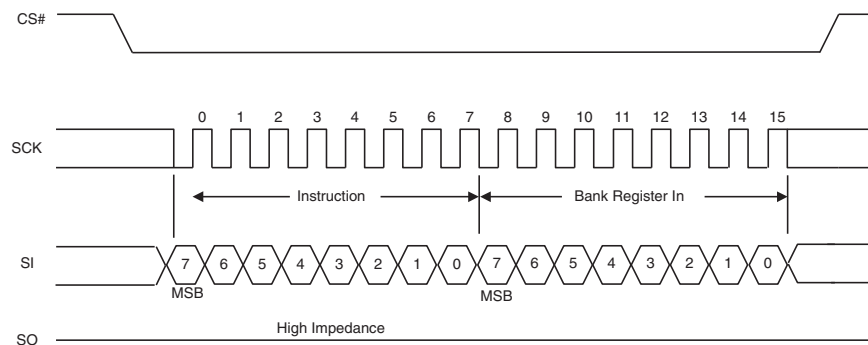 CS#
0 1 2 3 4 5 6 7 8 9 10 11 12 13 14 15
SCK
Instruction Bank Register In
SI 7 6 5 4 3 2 1 0 7 6 5 4 3 2 1 0
MSB MSB
High Impedance
SO